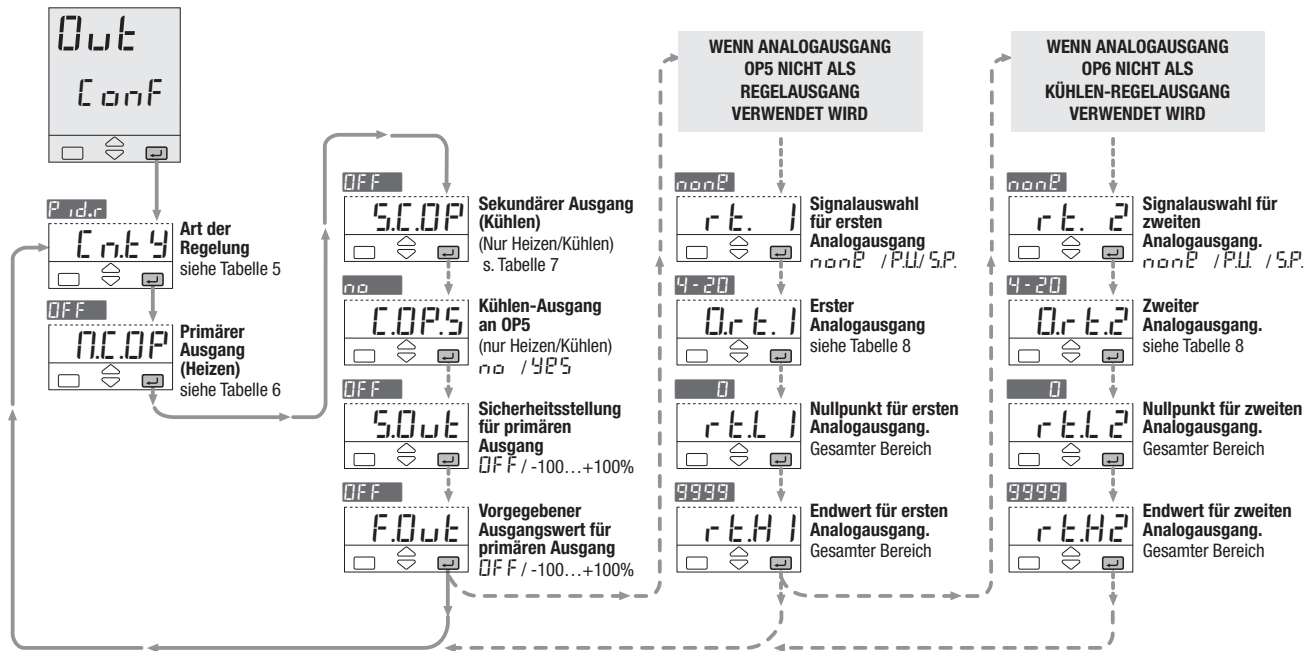 Out
ConF
Pid.r
Cn.tY
Art der
Regelung
siehe Tabelle 5
OFF
M.C.OP
Primärer
Ausgang
(Heizen)
siehe Tabelle 6
OFF
S.C.OP
Sekundärer Ausgang
(Kühlen)
(Nur Heizen/Kühlen)
s. Tabelle 7
no
C.OP.5
Kühlen-Ausgang
an OP5
(nur Heizen/Kühlen)
no / YES
OFF
S.Out
Sicherheitsstellung
für primären
Ausgang
OFF / -100...+100%
OFF
F.Out
Vorgegebener
Ausgangswert für
primären Ausgang
OFF / -100...+100%
WENN ANALOGAUSGANG
OP5 NICHT ALS
REGELAUSGANG
VERWENDET WIRD
nonE
rt. 1
Signalauswahl
für ersten
Analogausgang
nonE / P.U./ S.P.
4-20
O.rt.1
Erster
Analogausgang
siehe Tabelle 8
0
rt.L1
Nullpunkt für ersten
Analogausgang.
Gesamter Bereich
9999
rt.H1
Endwert für ersten
Analogausgang.
Gesamter Bereich
WENN ANALOGAUSGANG
OP6 NICHT ALS
KÜHLEN-REGELAUSGANG
VERWENDET WIRD
nonE
rt. 2
Signalauswahl für
zweiten
Analogausgang.
nonE / P.U. / S.P.
4-20
O.rt.2
Zweiter
Analogausgang.
siehe Tabelle 8
0
rt.L2
Nullpunkt für zweiten
Analogausgang.
Gesamter Bereich
9999
rt.H2
Endwert für zweiten
Analogausgang.
Gesamter Bereich